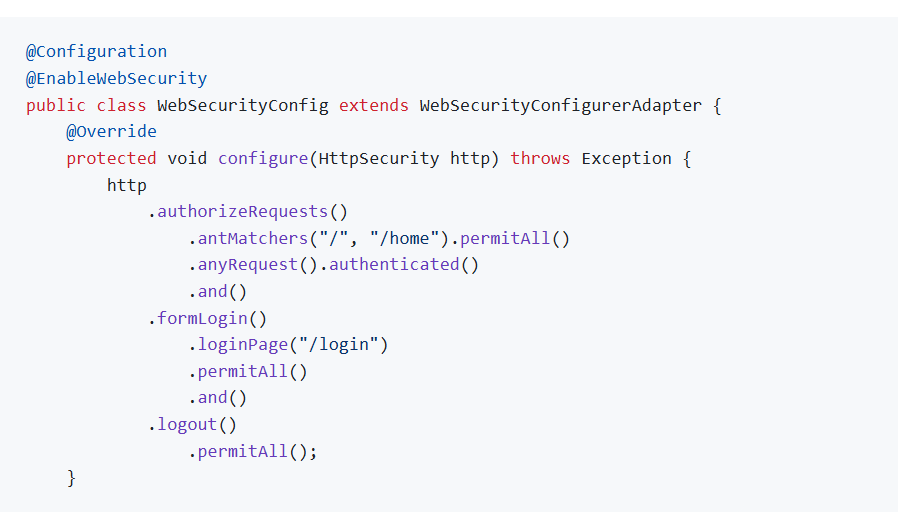 @Configuration
@EnableWebSecurity
public class WebSecurityConfig extends WebSecurityConfigurerAdapter {
    @Override
    protected void configure(HttpSecurity http) throws Exception {
        http
            .authorizeRequests()
                .antMatchers("/", "/home").permitAll()
                .anyRequest().authenticated()
                .and()
            .formLogin()
                .loginPage("/login")
                .permitAll()
                .and()
            .logout()
                .permitAll();
    }